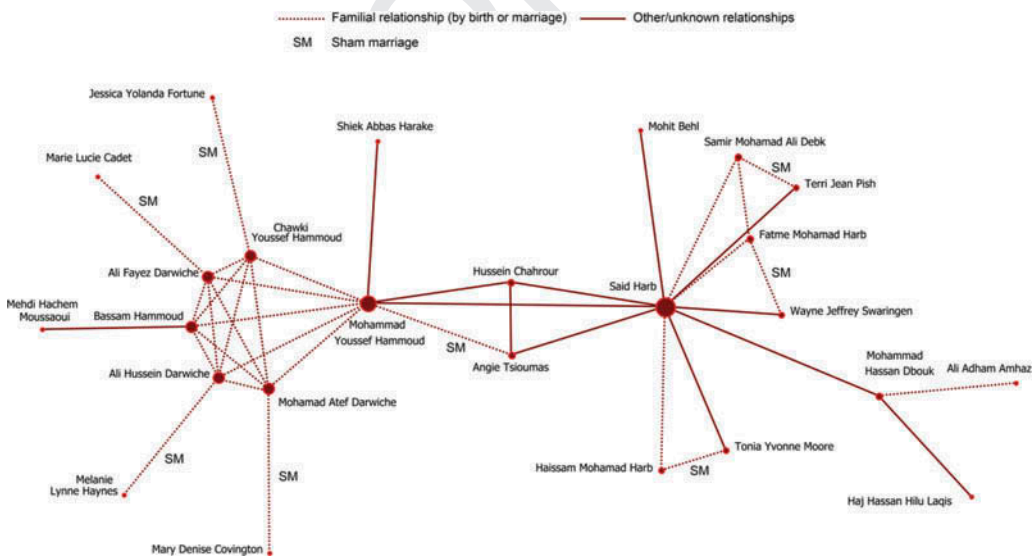 Familial relationship (by birth or marriage)
Other/unknown relationships
SM Sham marriage
Jessica Yolanda Fortune
Shiek Abbas Harake
Mohit Behl
Samir Mohamad Ali Debk
SM
Marie Lucie Cadet
SM
Terri Jean Pish
SM
Chawki
Youssef Hammoud
Fatme Mohamad Harb
Ali Fayez Darwiche
Hussein Chahrour
Said Harb
SM
Mehdi Hachem
Moussaoui
Bassam Hammoud
Mohammad
Youssef Hammoud
Wayne Jeffrey Swaringen
SM
Angie Tsioumas
Mohammad
Hassan Dbouk
Ali Adham Amhaz
Ali Hussein Darwiche
Mohamad Atef Darwiche
Tonia Yvonne Moore
SM
Haissam Mohamad Harb
SM
SM
Melanie
Lynne Haynes
Haj Hassan Hilu Laqis
Mary Denise Covington